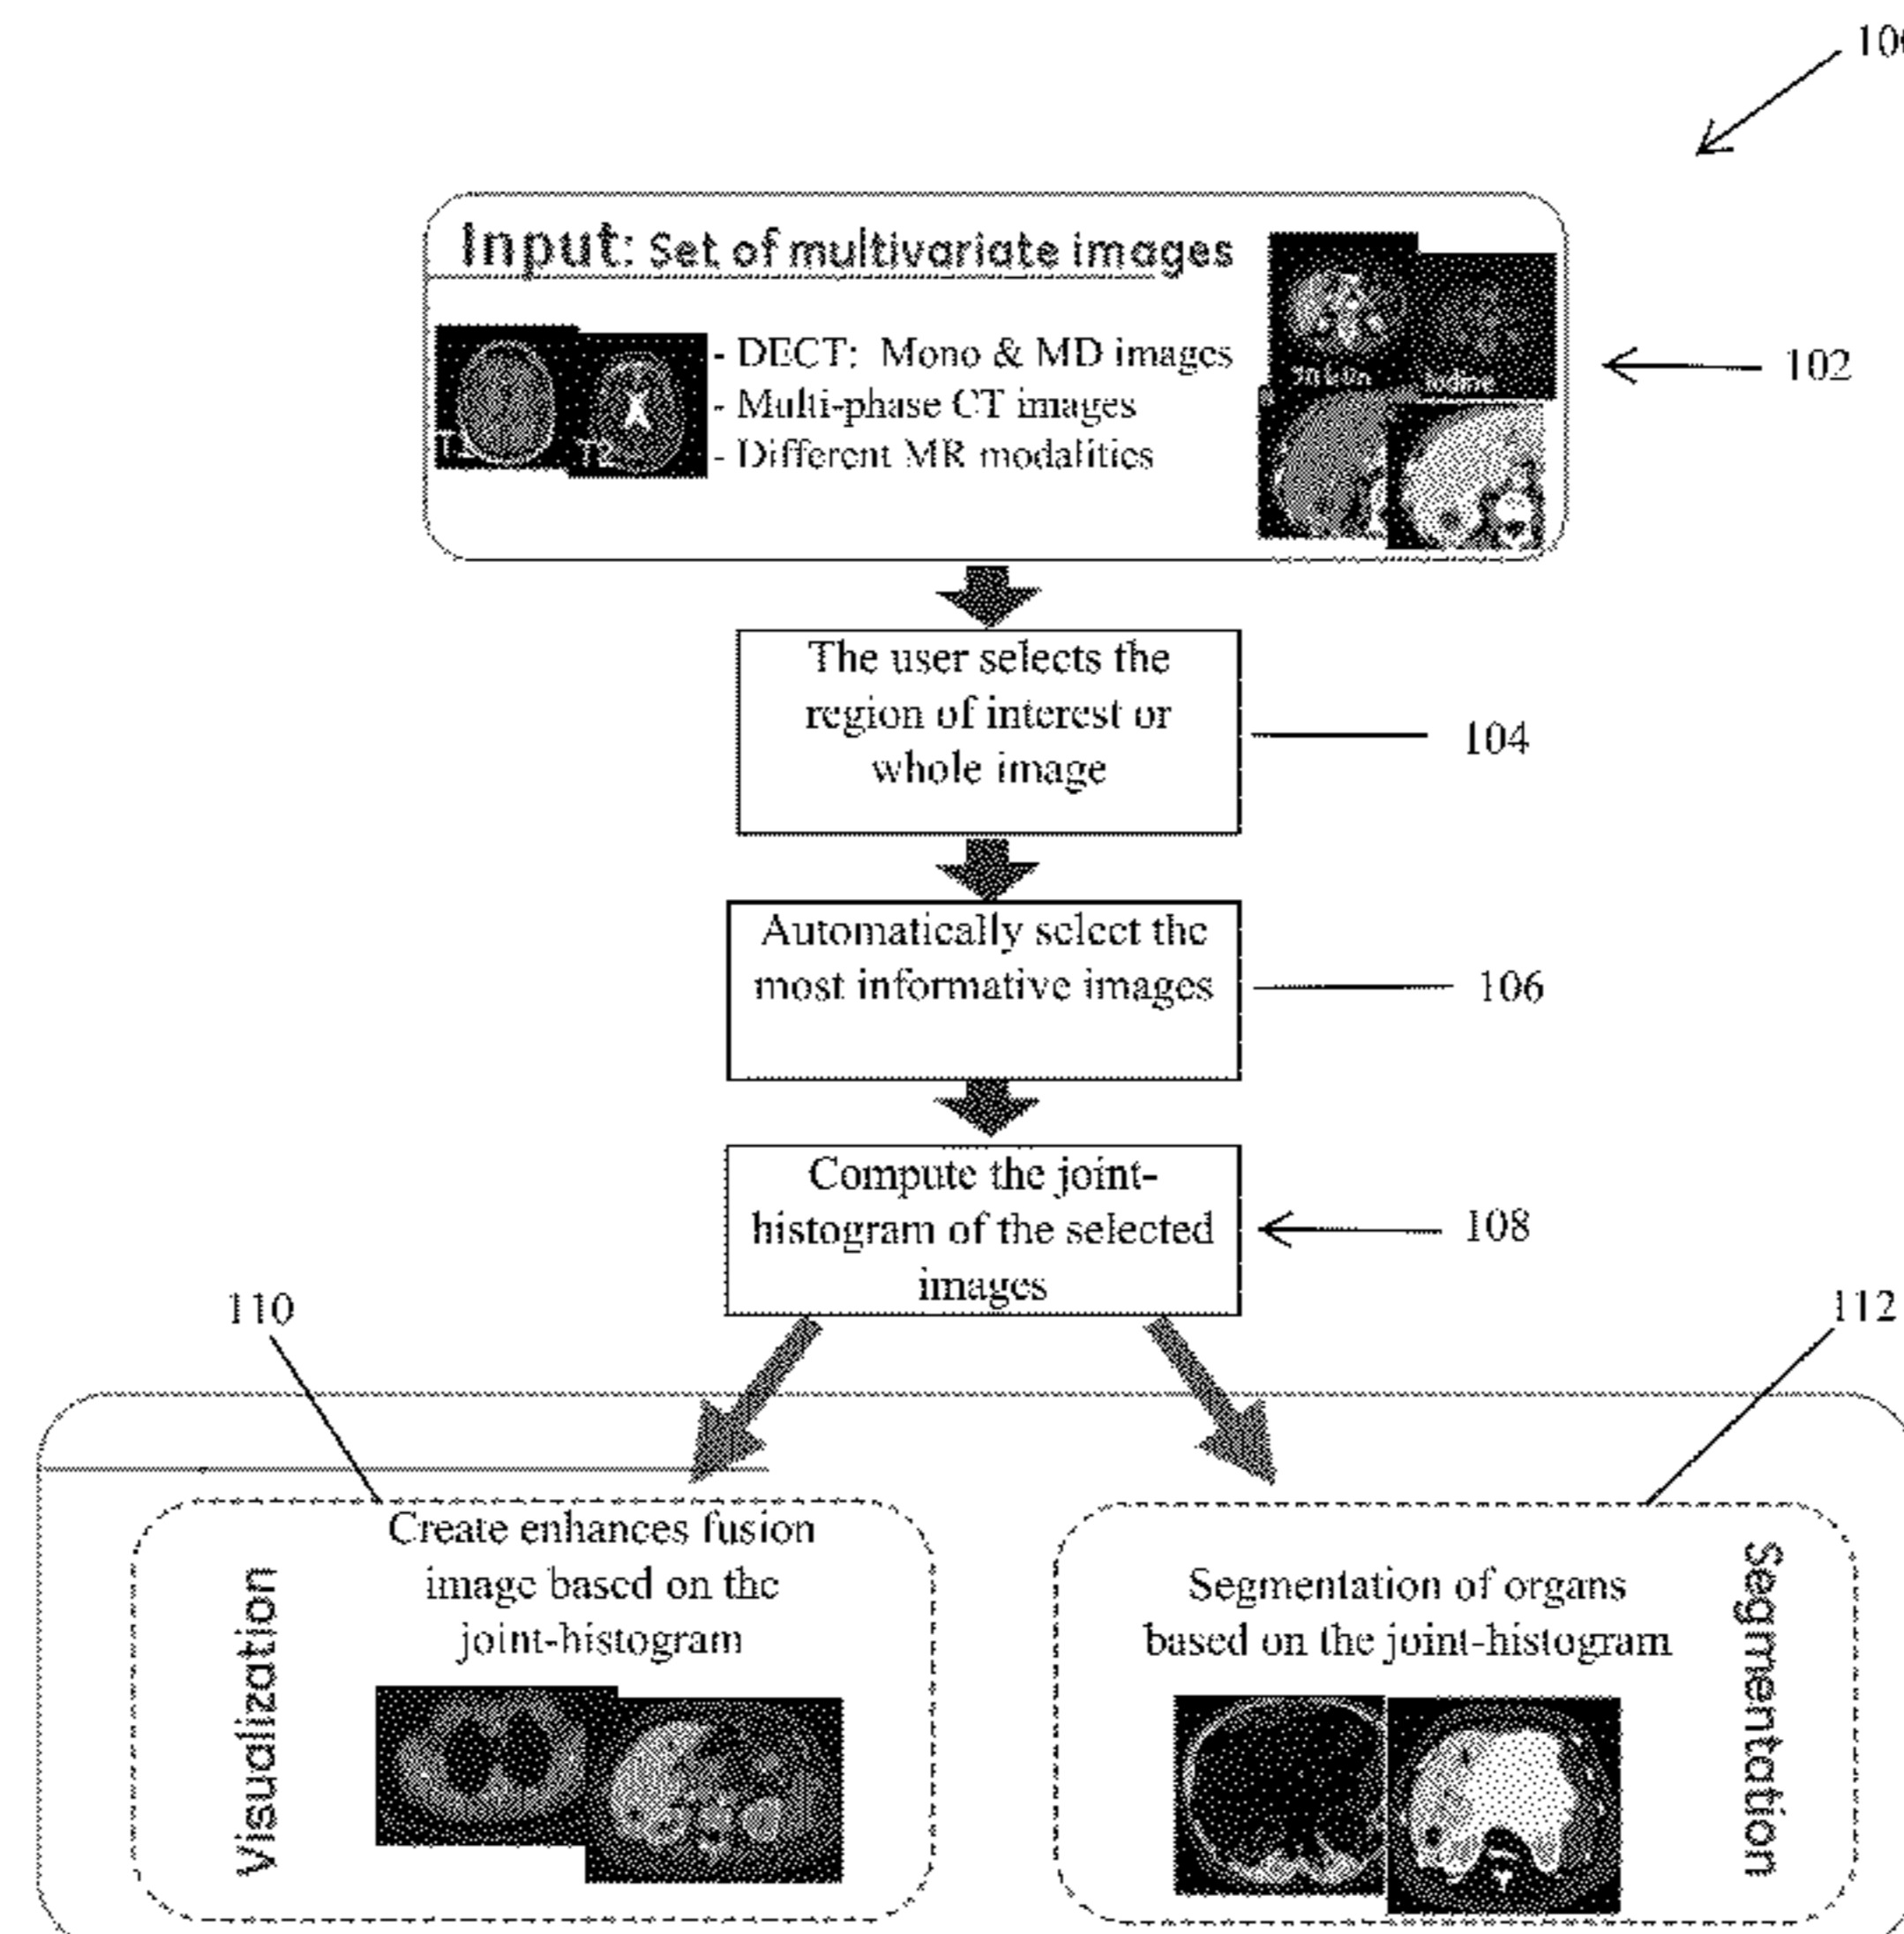 Input: Set of multivariate images
- DECT: Mono & MD images
- Multi-phase CT images
- Different MR modalities
T2
iodine
102
The user selects the
region of interest or
whole image
104
Automatically select the
most informative images
106
Compute the joint-
histogram of the selected
images
108
110
112
Visualization
Create enhances fusion
image based on the
joint-histogram
Segmentation of organs
based on the joint-histogram
Segmentation